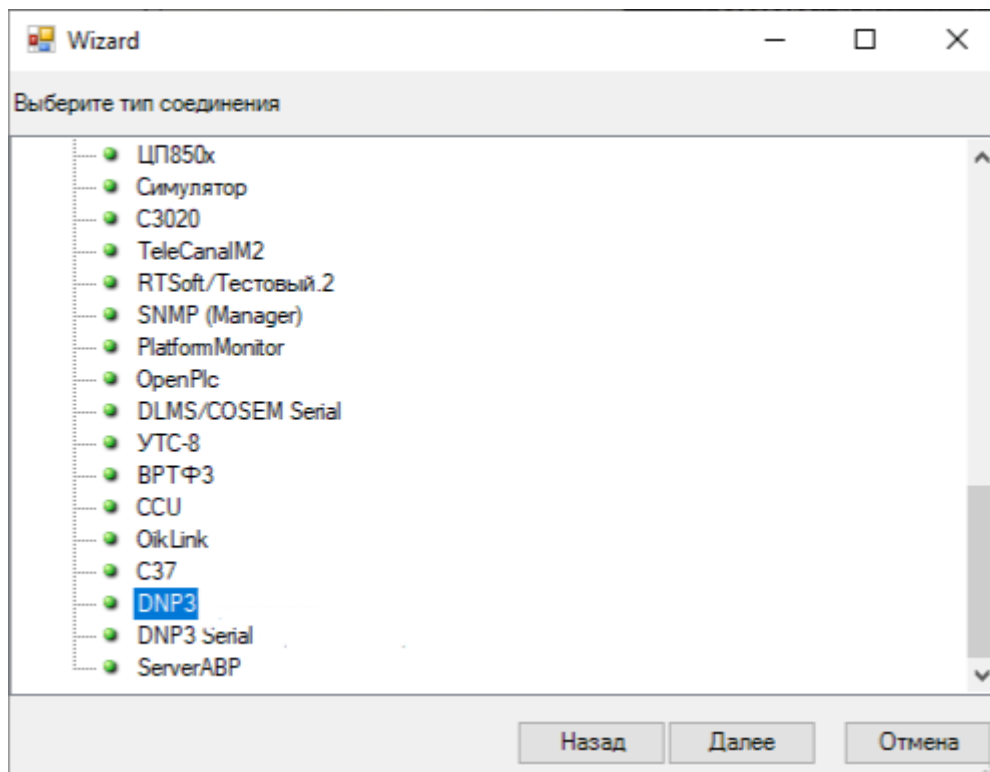 Wizard
Выберите тип соединения
ЦП850x
Симулятор
C3020
TeleCanalM2
RTSoft/Тестовый.2
SNMP (Manager)
PlatformMonitor
OpenPlc
DLMS/COSEM Serial
УТС-8
ВРТФ3
CCU
OikLink
C37
DNP3
DNP3 Serial
ServerABP
Назад Далее Отмена